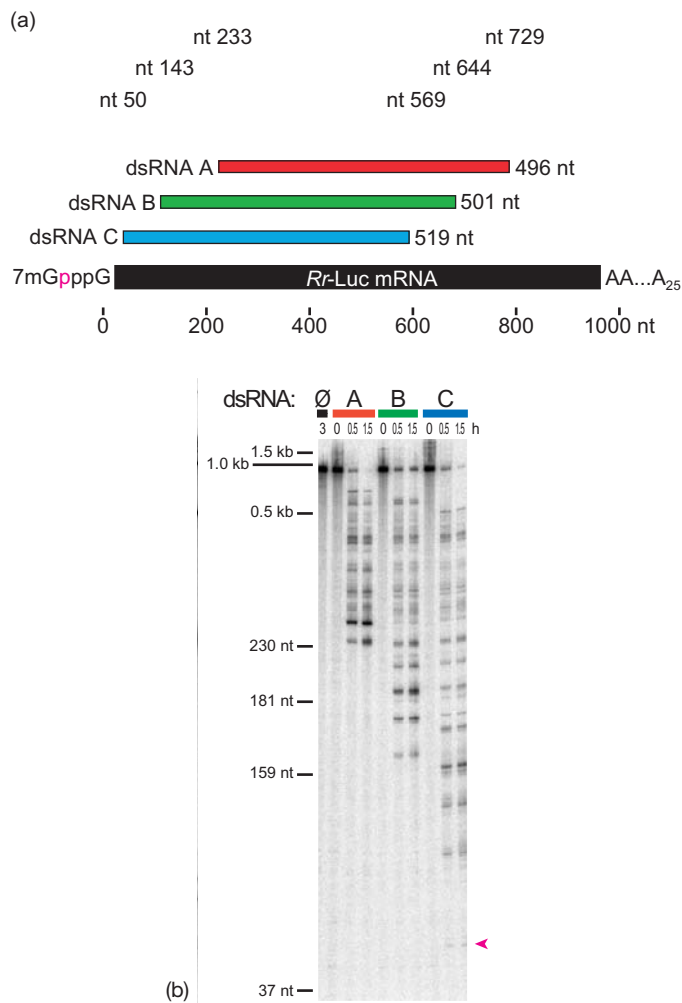 (a)
nt 233 nt 729
nt 143 nt 644
nt 50 nt 569
dsRNA A 496 nt
dsRNA B 501 nt
dsRNA C 519 nt
7mGpppG Rr-Luc mRNA AA...A25
0 200 400 600 800 1000 nt
dsRNA: Ø A B C
3 0 0.5 1.5 0 0.5 1.5 0 0.5 1.5 h
1.5 kb
1.0 kb
0.5 kb
230 nt
181 nt
159 nt
37 nt
(b)